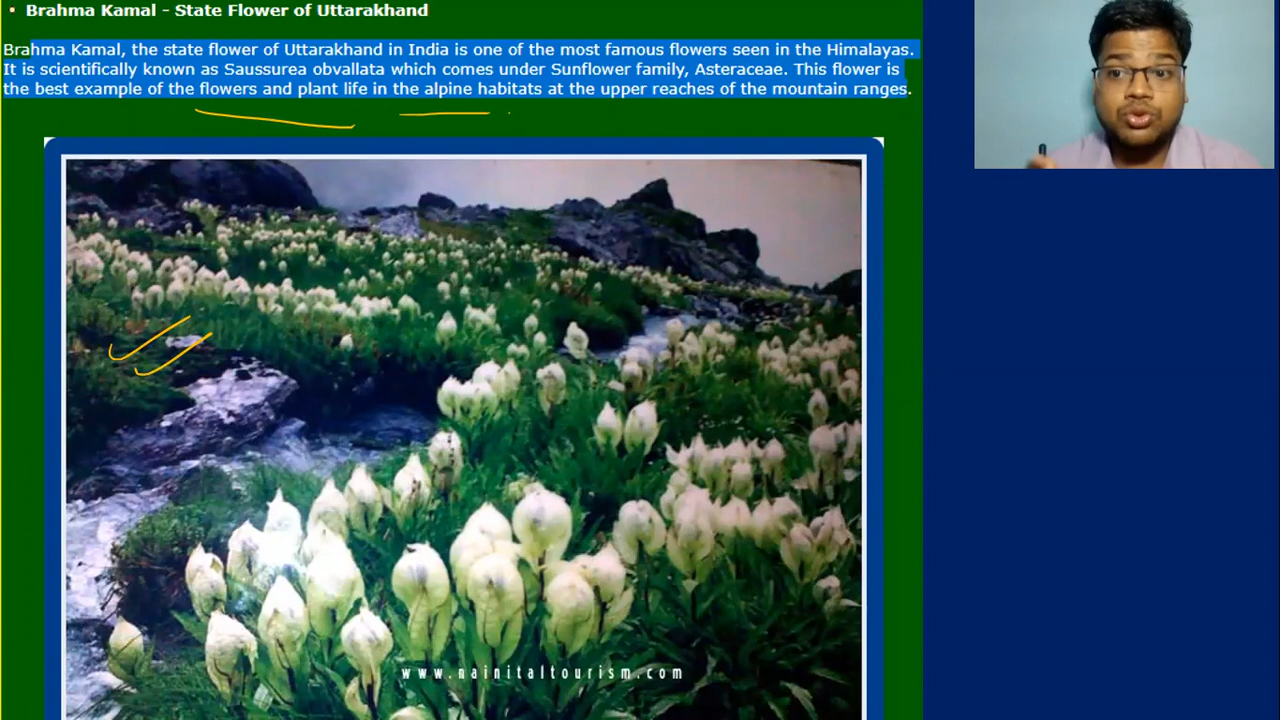 • Brahma Kamal - State Flower of Uttarakhand
Brahma Kamal, the state flower of Uttarakhand in India is one of the most famous flowers seen in the Himalayas.
It is scientifically known as Saussurea obvallata which comes under Sunflower family, Asteraceae. This flower is
the best example of the flowers and plant life in the alpine habitats at the upper reaches of the mountain ranges.
www.nainitaltourism.com